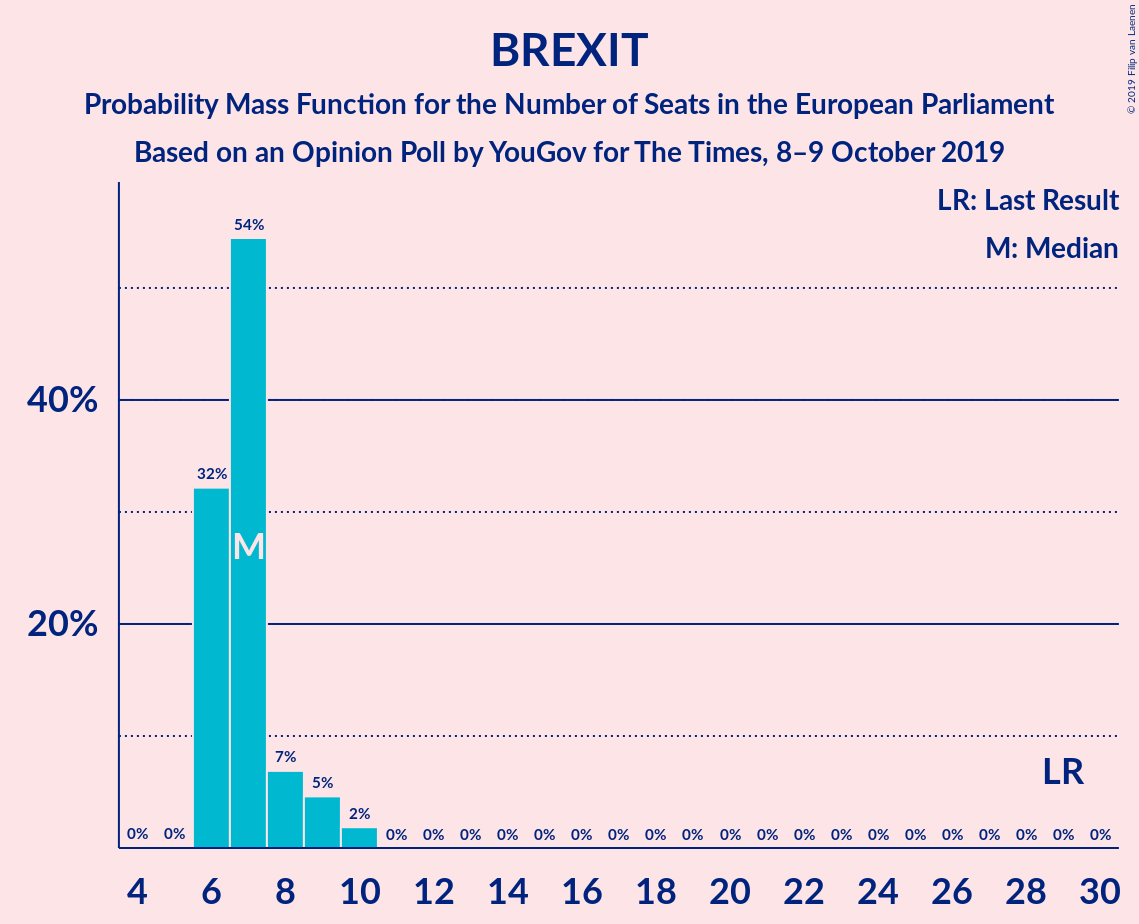 BREXIT
Probability Mass Function for the Number of Seats in the European Parliament
Based on an Opinion Poll by YouGov for The Times, 8–9 October 2019
© 2019 Filip van Laenen
LR: Last Result
M: Median
54%
40%
32%
M
20%
7%
LR
5%
2%
0% 0% 0% 0% 0% 0% 0% 0% 0% 0% 0% 0% 0% 0% 0% 0% 0% 0% 0% 0% 0% 0%
4 6 8 10 12 14 16 18 20 22 24 26 28 30